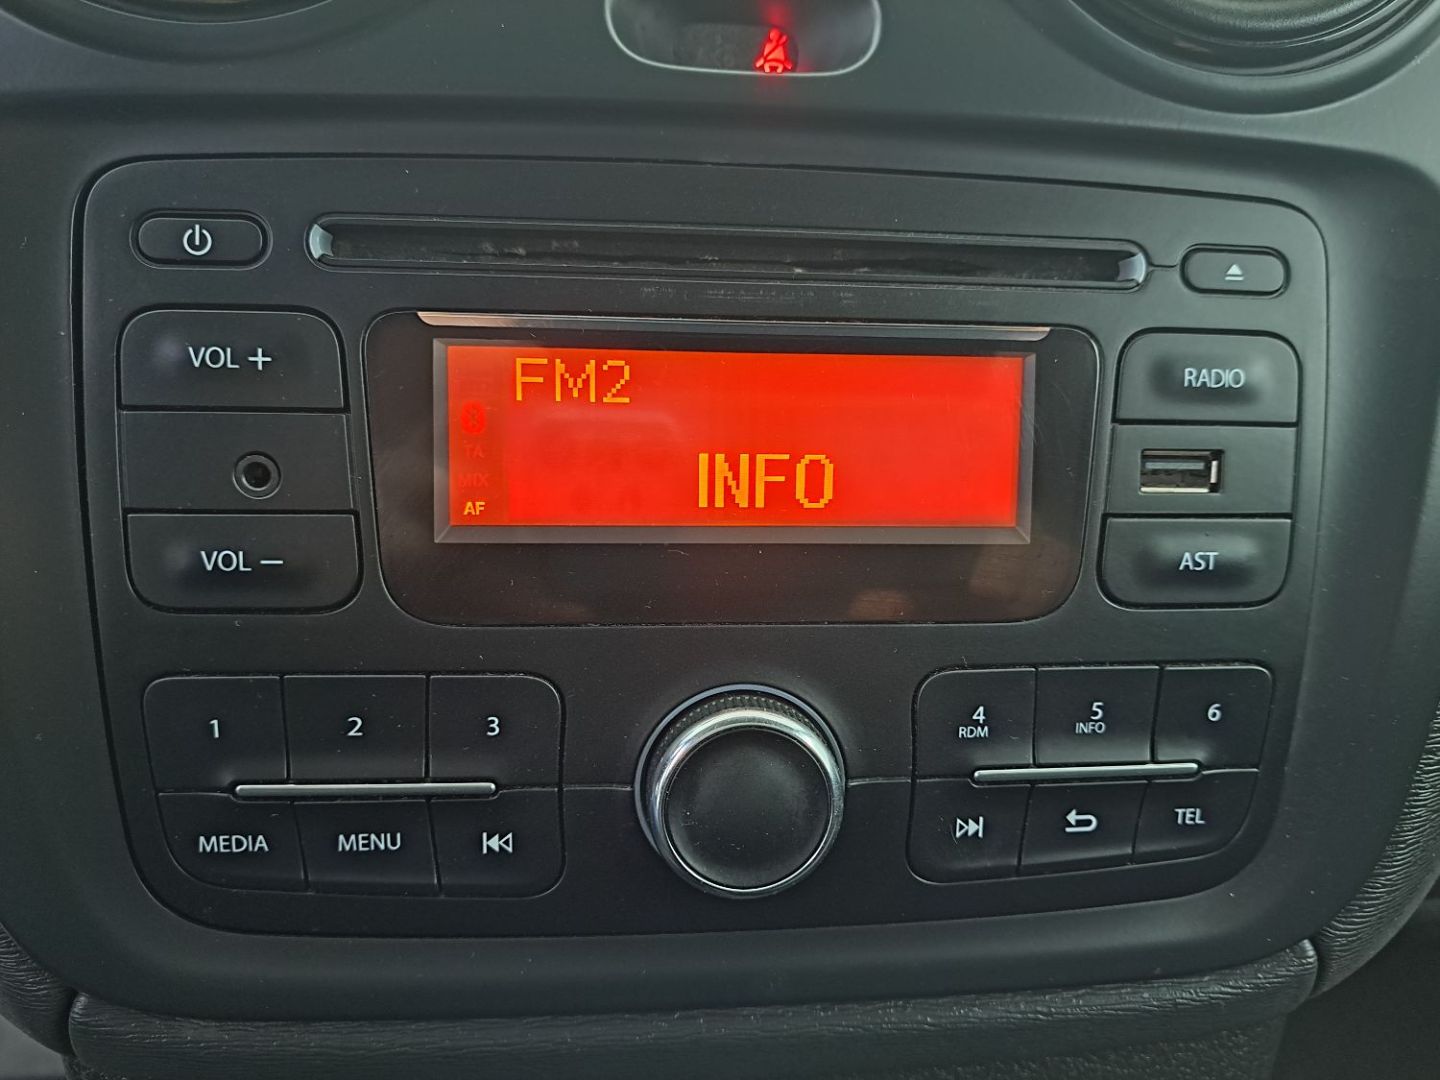 VOL +
FM2
RADIO
TA
MIX
AF
INFO
VOL −
AST
1
2
3
4
RDM
5
INFO
6
MEDIA
MENU
TEL